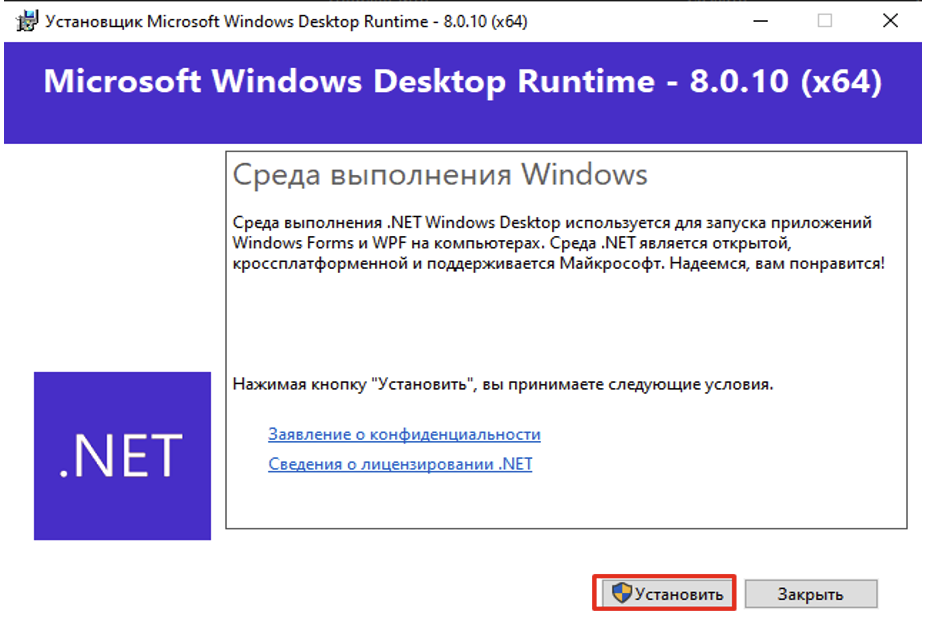 Установщик Microsoft Windows Desktop Runtime - 8.0.10 (x64)
Microsoft Windows Desktop Runtime - 8.0.10 (x64)
Среда выполнения Windows
Среда выполнения .NET Windows Desktop используется для запуска приложений
Windows Forms и WPF на компьютерах. Среда .NET является открытой,
кроссплатформенной и поддерживается Майкрософт. Надеемся, вам понравится!
Нажимая кнопку "Установить", вы принимаете следующие условия.
Заявление о конфиденциальности
Сведения о лицензировании .NET
.NET
Установить
Закрыть